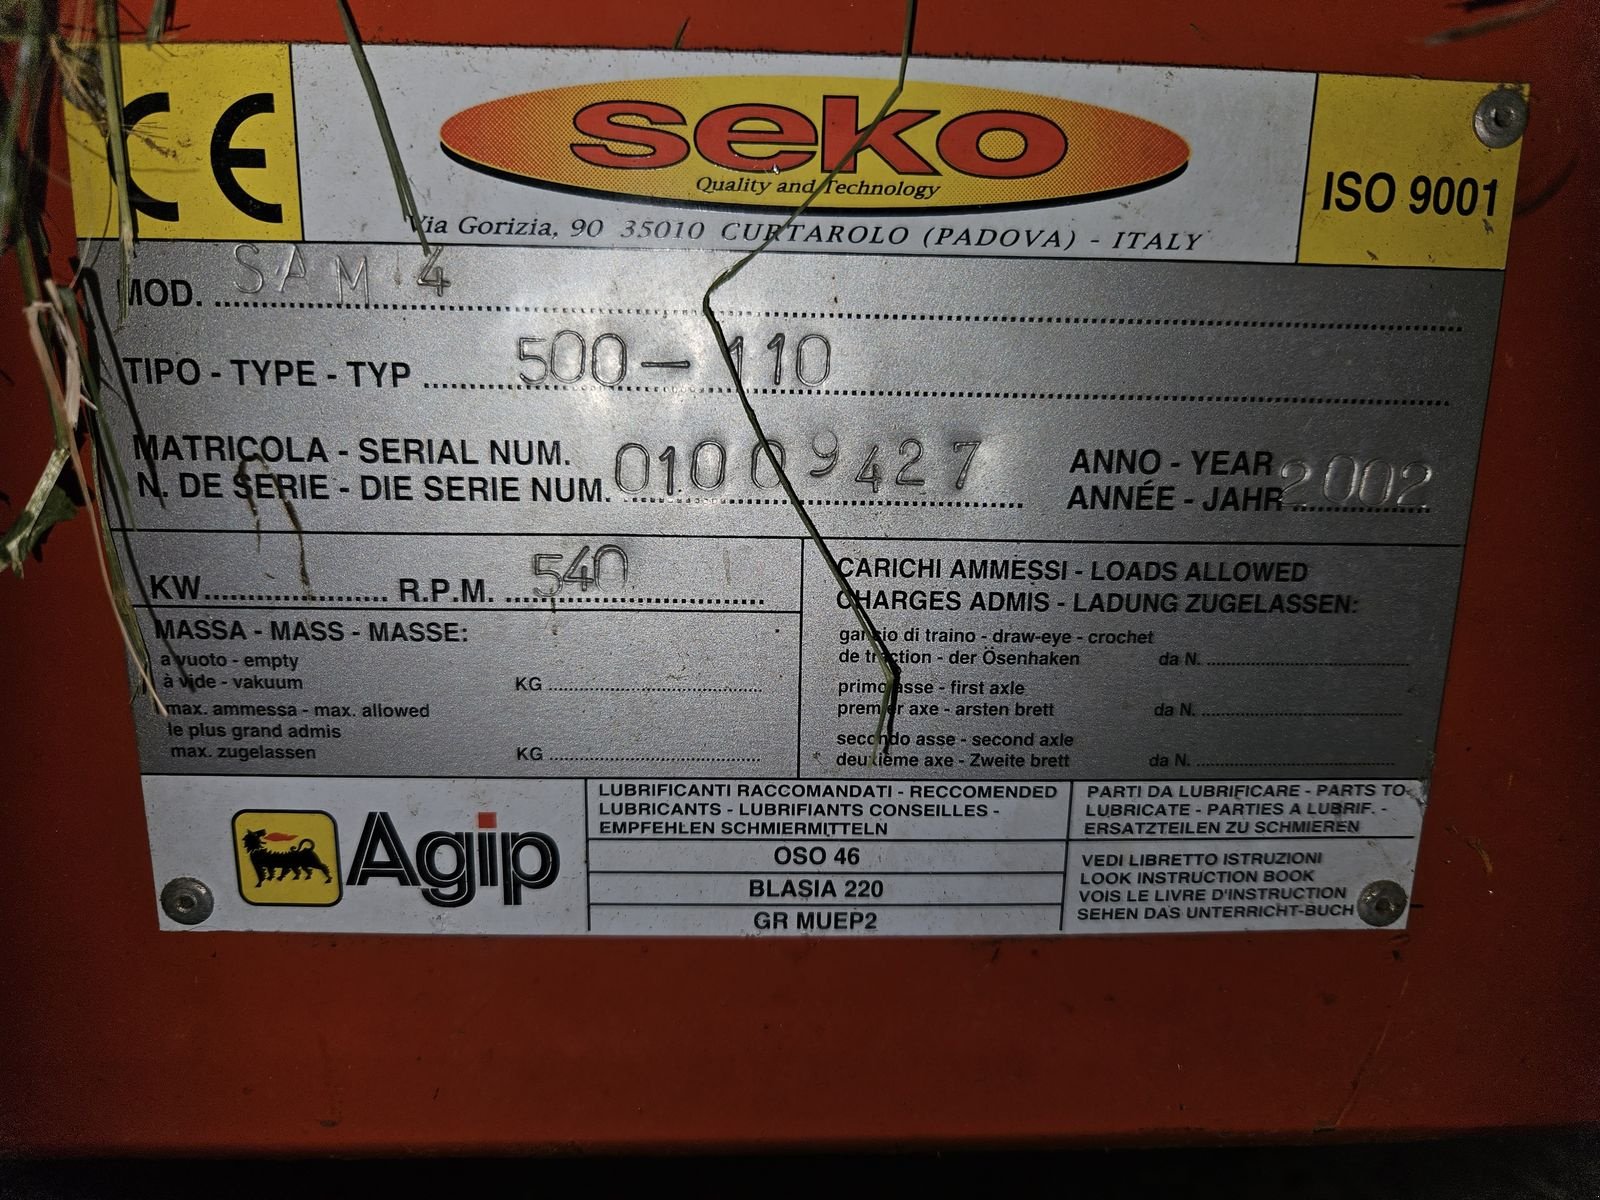 CE
seko
Quality and Technology
ISO 9001
Via Gorizia, 90 35010 CURTAROLO (PADOVA) - ITALY
MOD. SAM 4
TIPO - TYPE - TYP 500-110
MATRICOLA - SERIAL NUM.
N. DE SERIE - DIE SERIE NUM. 01009427
ANNO - YEAR
ANNÉE - JAHR 2002
KW R.P.M. 540
MASSA - MASS - MASSE:
a vuoto - empty
à vide - vakuum KG
max. ammessa - max. allowed
le plus grand admis
max. zugelassen KG
CARICHI AMMESSI - LOADS ALLOWED
CHARGES ADMIS - LADUNG ZUGELASSEN:
gancio di traino - draw-eye - crochet
de traction - der Ösenhaken da N.
primo asse - first axle
premier axe - arsten brett da N.
secondo asse - second axle
deuxième axe - Zweite brett da N.
Agip
LUBRIFICANTI RACCOMANDATI - RECCOMENDED
LUBRICANTS - LUBRIFIANTS CONSEILLES -
EMPFEHLEN SCHMIERMITTELN
OSO 46
BLASIA 220
GR MUEP2
PARTI DA LUBRIFICARE - PARTS TO
LUBRICATE - PARTIES A LUBRIF. -
ERSATZTEILEN ZU SCHMIEREN
VEDI LIBRETTO ISTRUZIONI
LOOK INSTRUCTION BOOK
VOIS LE LIVRE D'INSTRUCTION
SEHEN DAS UNTERRICHT-BUCH